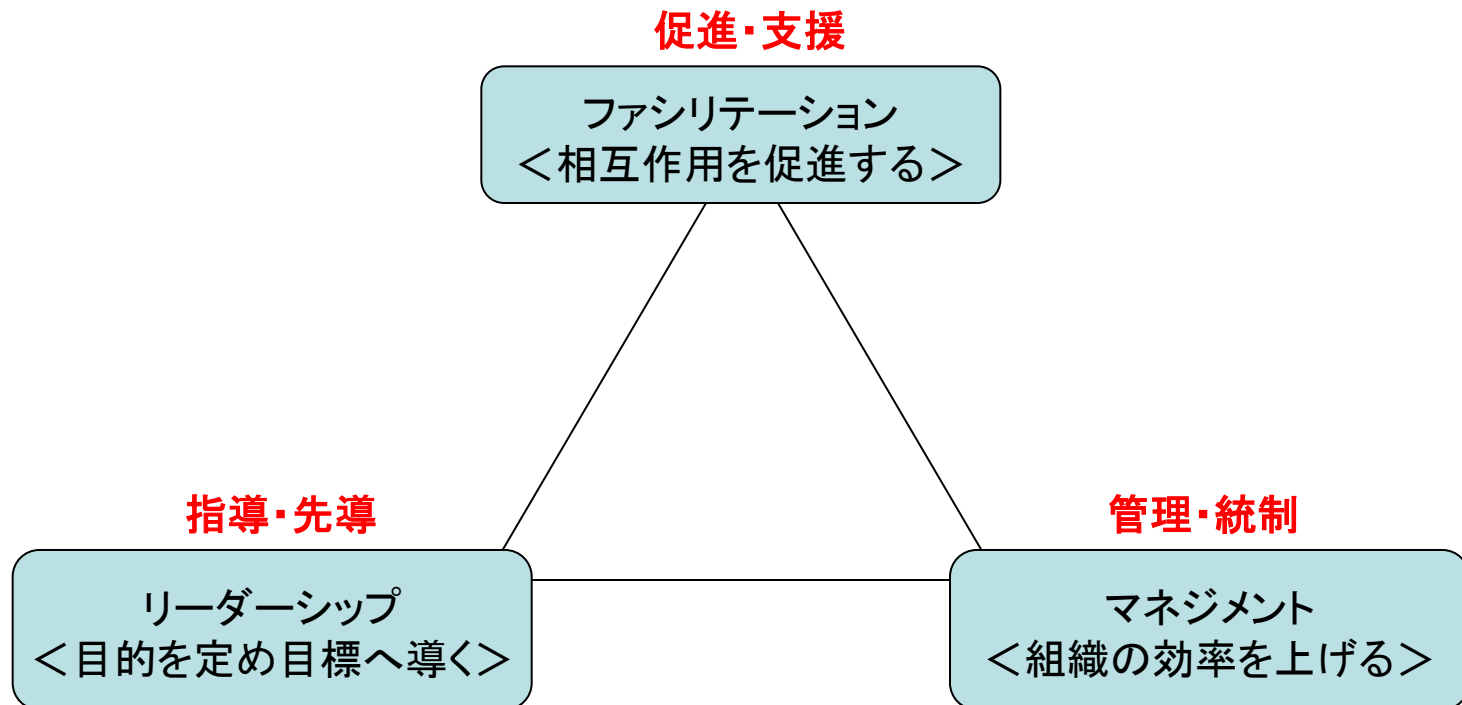 促進・支援
ファシリテーション
＜相互作用を促進する＞
指導・先導
管理・統制
リーダーシップ
＜目的を定め目標へ導く＞
マネジメント
＜組織の効率を上げる＞